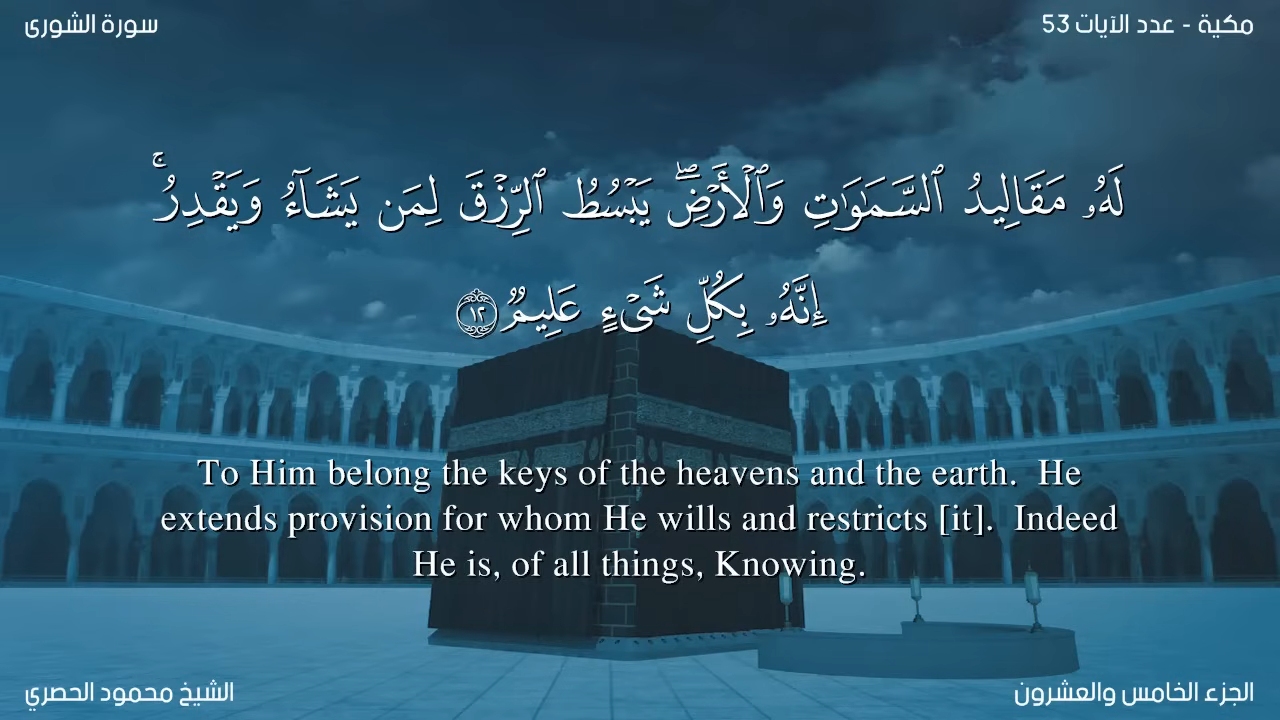 مكية - عدد الآيات 53
سورة الشورى
لَهُۥ مَقَالِيدُ ٱلسَّمَـٰوَٰتِ وَٱلْأَرْضِ ۖ يَبْسُطُ ٱلرِّزْقَ لِمَن يَشَآءُ وَيَقْدِرُ ۚ
إِنَّهُۥ بِكُلِّ شَىْءٍ عَلِيمٌ ١٢
To Him belong the keys of the heavens and the earth. He
extends provision for whom He wills and restricts [it]. Indeed
He is, of all things, Knowing.
الجزء الخامس والعشرون
الشيخ محمود الحصري